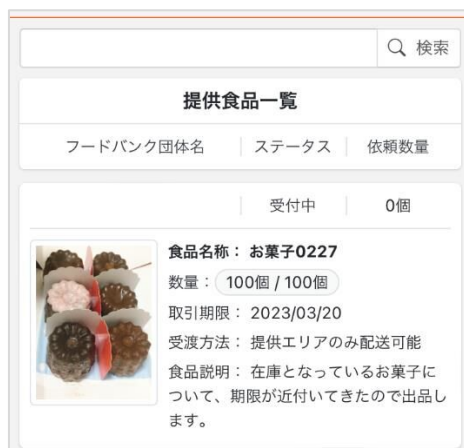 検索
提供食品一覧
フードバンク団体名 ステータス 依頼数量
受付中 0個
食品名称： お菓子0227
数量： 100個 / 100個
取引期限： 2023/03/20
受渡方法： 提供エリアのみ配送可能
食品説明： 在庫となっているお菓子に
ついて、期限が近付いてきたので出品し
ます。